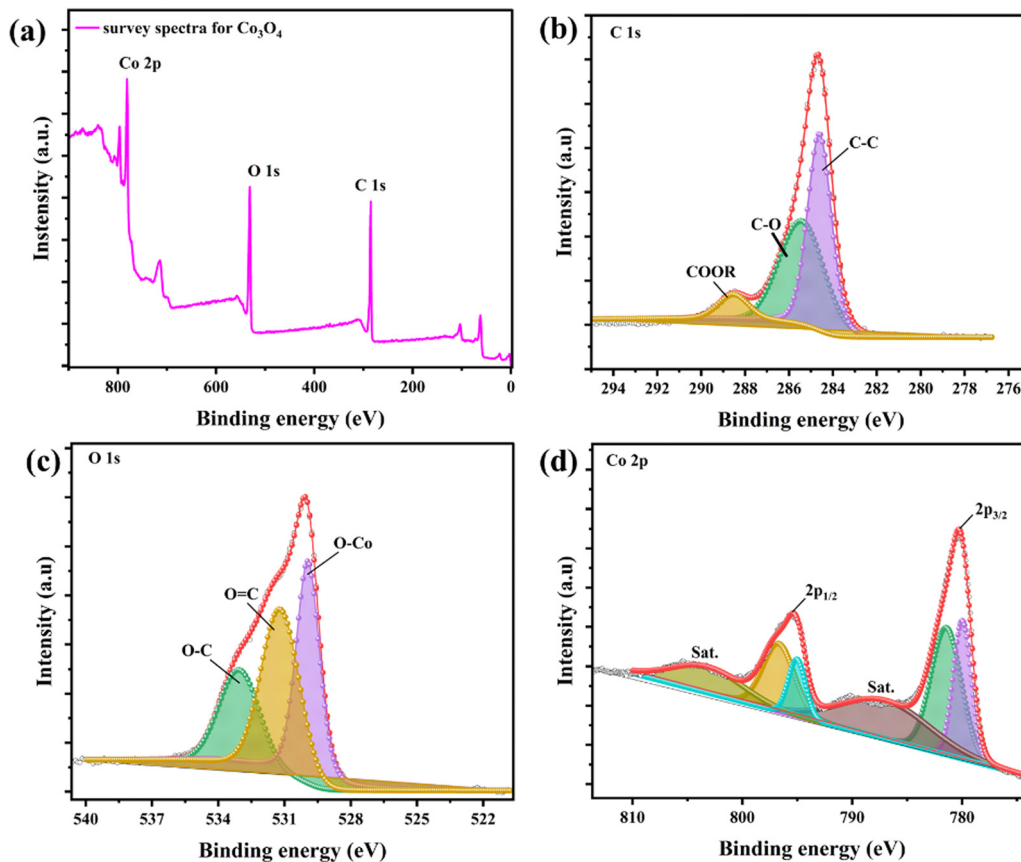 (a)
survey spectra for Co₃O₄
Co 2p
O 1s
C 1s
Instensity (a.u.)
800 600 400 200 0
Binding energy (eV)
(b)
C 1s
C-C
C-O
COOR
Intensity (a.u)
294 292 290 288 286 284 282 280 278 276
Binding energy (eV)
(c)
O 1s
O-Co
O=C
O-C
Intensity (a.u)
540 537 534 531 528 525 522
Binding energy (eV)
(d)
Co 2p
2p₃/₂
2p₁/₂
Sat.
Sat.
Intensity (a.u)
810 800 790 780
Binding energy (eV)